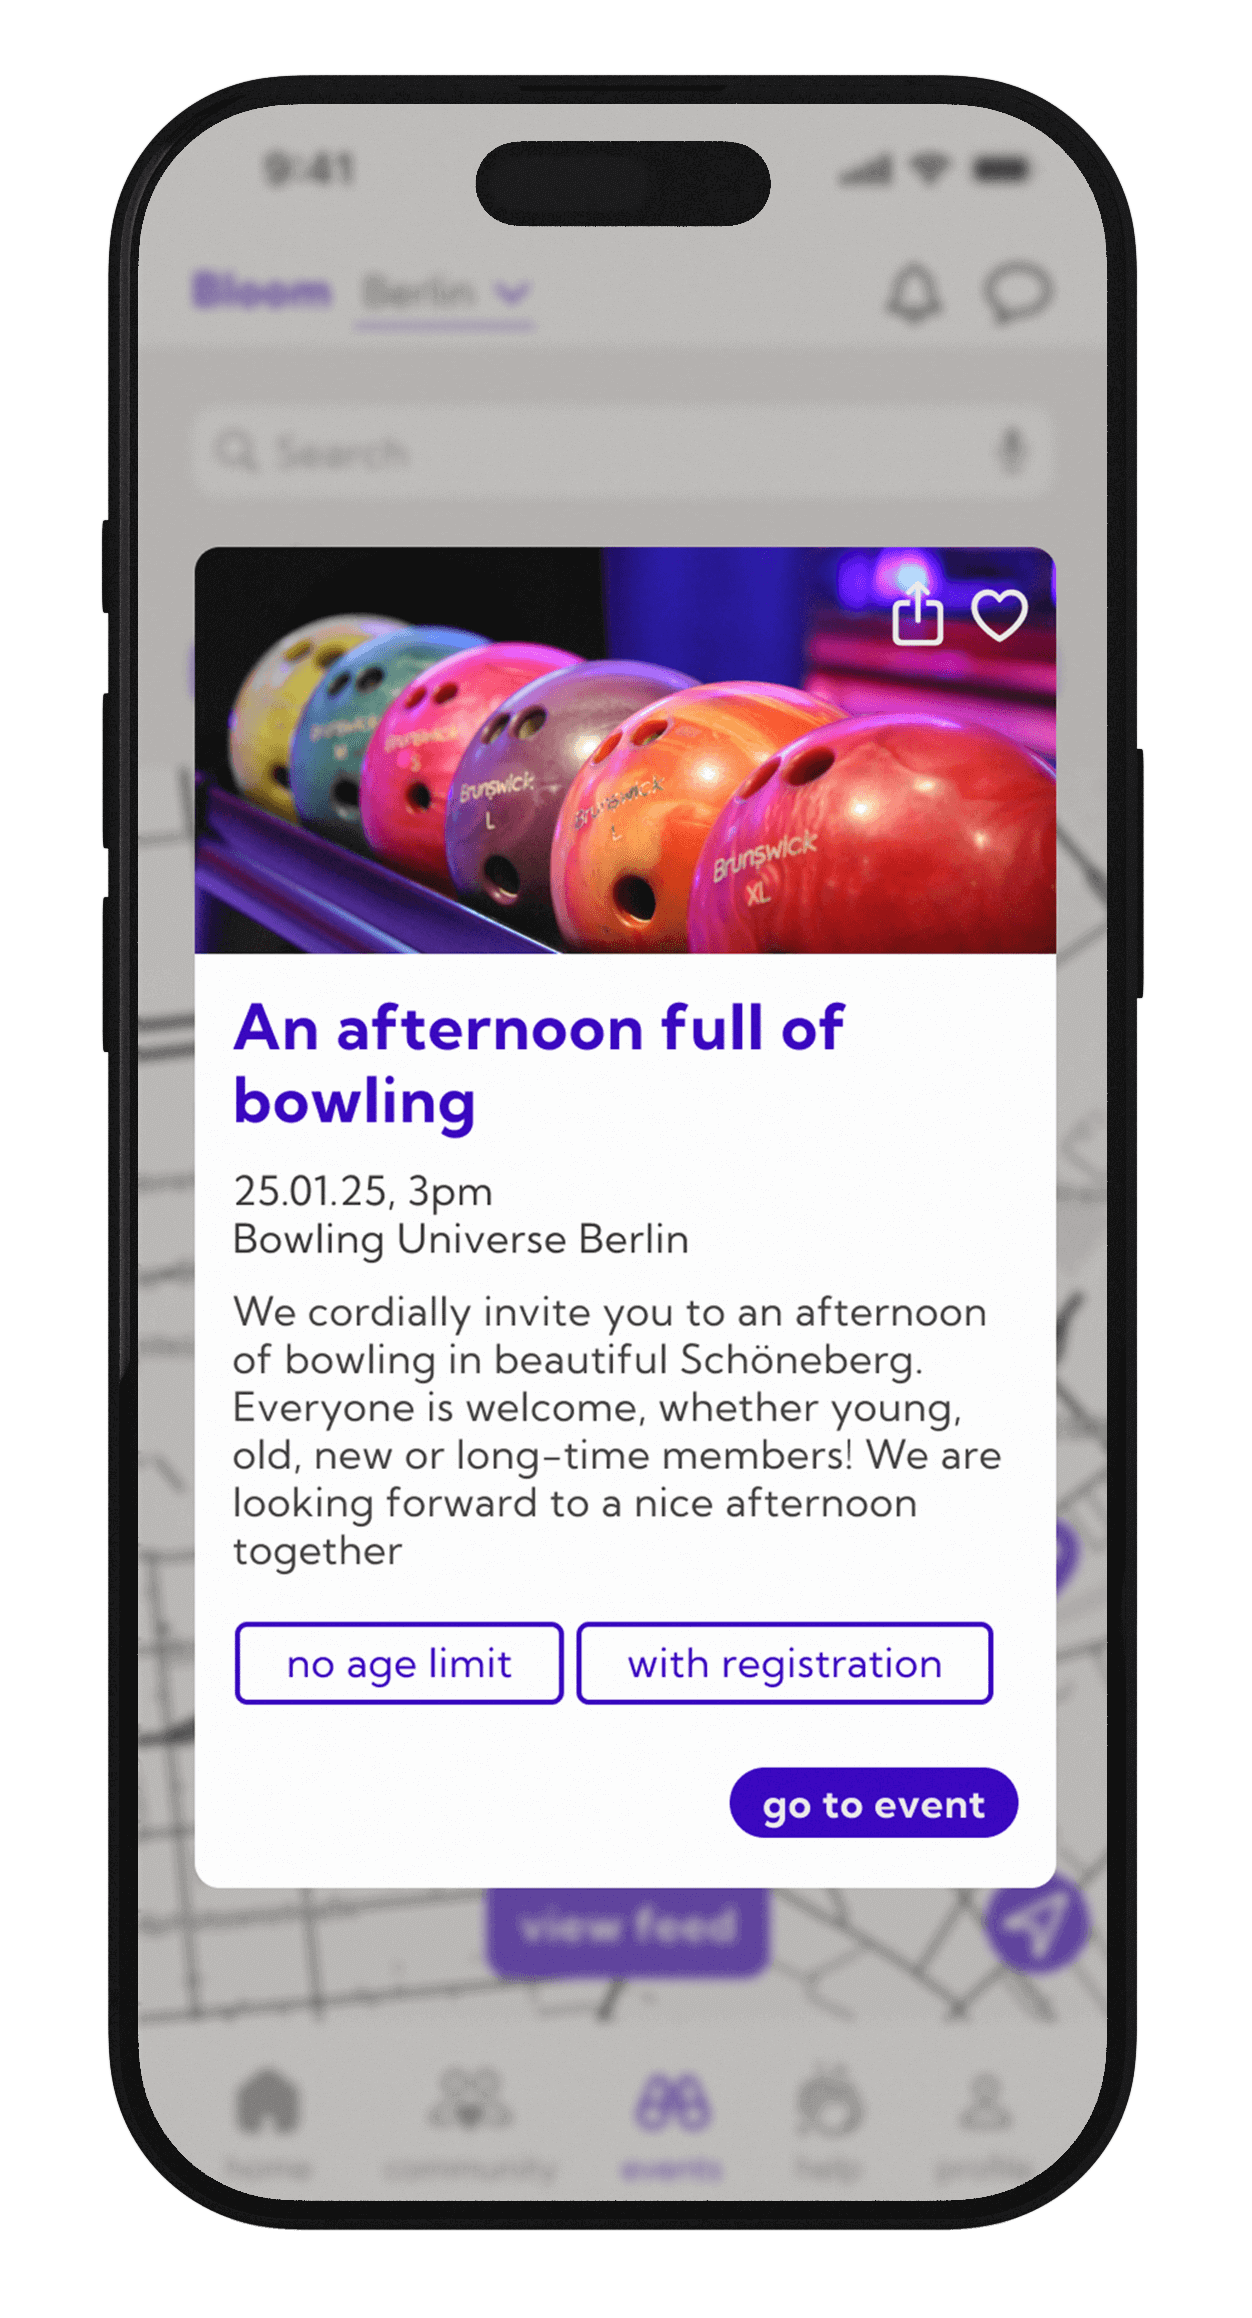 9:41
Bloom Berlin
Search
Brunswick
M
Brunswick
S
Brunswick
L
Brunswick
L
Brunswick
XL
An afternoon full of
bowling
25.01.25, 3pm
Bowling Universe Berlin
We cordially invite you to an afternoon
of bowling in beautiful Schöneberg.
Everyone is welcome, whether young,
old, new or long-time members! We are
looking forward to a nice afternoon
together
no age limit
with registration
go to event
view feed
home community events help profile